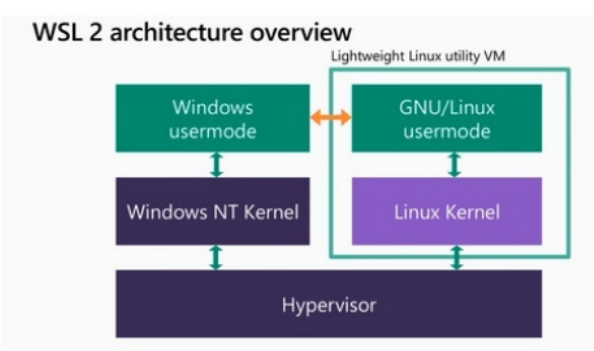 WSL 2 architecture overview
Lightweight Linux utility VM
Windows
usermode
GNU/Linux
usermode
Windows NT Kernel
Linux Kernel
Hypervisor